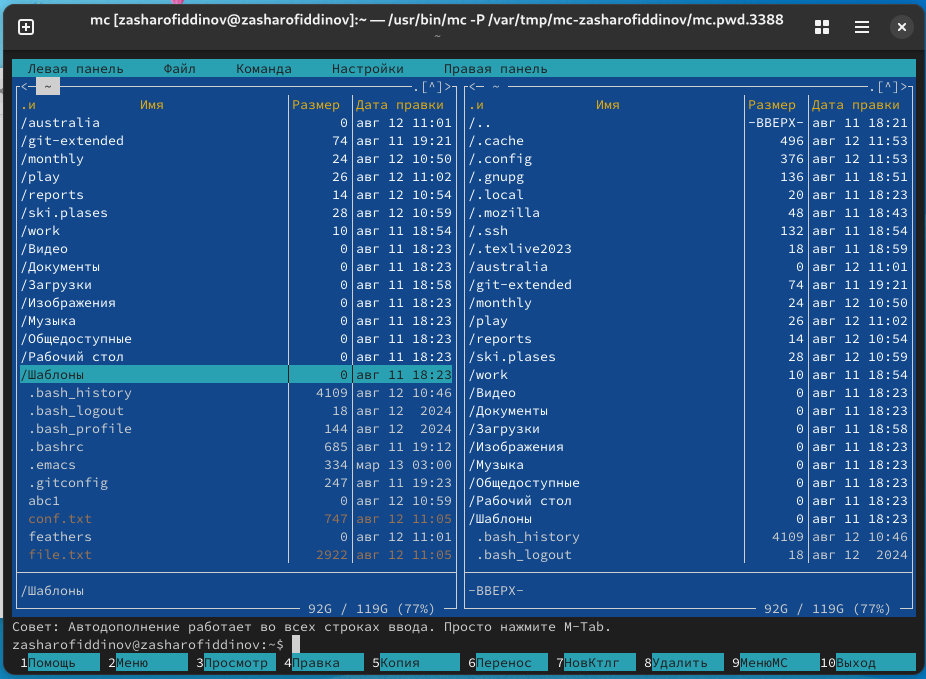 mc [zasharofiddinov@zasharofiddinov]:~ — /usr/bin/mc -P /var/tmp/mc-zasharofiddinov/mc.pwd.3388
~
Левая панель Файл Команда Настройки Правая панель
<- ~ .[^]> <- ~ .[^]>
.и Имя Размер Дата правки .и Имя Размер Дата правки
/australia 0 авг 12 11:01 /.. -ВВЕРХ- авг 11 18:21
/git-extended 74 авг 11 19:21 /.cache 496 авг 12 11:53
/monthly 24 авг 12 10:50 /.config 376 авг 12 11:53
/play 26 авг 12 11:02 /.gnupg 136 авг 11 18:51
/reports 14 авг 12 10:54 /.local 20 авг 11 18:23
/ski.plases 28 авг 12 10:59 /.mozilla 48 авг 11 18:43
/work 10 авг 11 18:54 /.ssh 132 авг 11 18:54
/Видео 0 авг 11 18:23 /.texlive2023 18 авг 11 18:59
/Документы 0 авг 11 18:23 /australia 0 авг 12 11:01
/Загрузки 0 авг 11 18:58 /git-extended 74 авг 11 19:21
/Изображения 0 авг 11 18:23 /monthly 24 авг 12 10:50
/Музыка 0 авг 11 18:23 /play 26 авг 12 11:02
/Общедоступные 0 авг 11 18:23 /reports 14 авг 12 10:54
/Рабочий стол 0 авг 11 18:23 /ski.plases 28 авг 12 10:59
/Шаблоны 0 авг 11 18:23 /work 10 авг 11 18:54
.bash_history 4109 авг 12 10:46 /Видео 0 авг 11 18:23
.bash_logout 18 авг 12 2024 /Документы 0 авг 11 18:23
.bash_profile 144 авг 12 2024 /Загрузки 0 авг 11 18:58
.bashrc 685 авг 11 19:12 /Изображения 0 авг 11 18:23
.emacs 334 мар 13 03:00 /Музыка 0 авг 11 18:23
.gitconfig 247 авг 11 19:23 /Общедоступные 0 авг 11 18:23
abc1 0 авг 12 10:59 /Рабочий стол 0 авг 11 18:23
conf.txt 747 авг 12 11:05 /Шаблоны 0 авг 11 18:23
feathers 0 авг 12 11:01 .bash_history 4109 авг 12 10:46
file.txt 2922 авг 12 11:05 .bash_logout 18 авг 12 2024
/Шаблоны -ВВЕРХ-
92G / 119G (77%) 92G / 119G (77%)
Совет: Автодополнение работает во всех строках ввода. Просто нажмите M-Tab.
zasharofiddinov@zasharofiddinov:~$
1Помощь 2Меню 3Просмотр 4Правка 5Копия 6Перенос 7НовКтлг 8Удалить 9МенюMC 10Выход